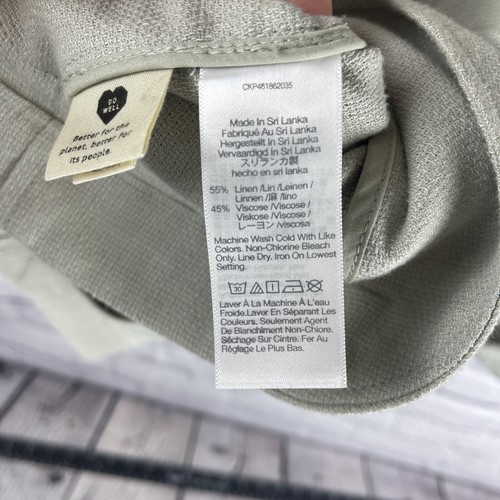 DO
WELL
Better for the
planet, better for
its people.
CKP461862035
Made In Sri Lanka
Fabriqué Au Sri Lanka
Hergestellt In Sri Lanka
Vervaardigd In Sri Lanka
スリランカ製
hecho en sri lanka
55% Linen /Lin /Leinen /
Linnen /麻 /lino
45% Viscose /Viscose /
Viskose /Viscose /
レーヨン /viscosa
Machine Wash Cold With Like
Colors. Non-Chlorine Bleach
Only. Line Dry. Iron On Lowest
Setting.
30
Laver À La Machine À L'eau
Froide.Laver En Séparant Les
Couleurs. Seulement Agent
De Blanchiment Non-Chlore.
Séchage Sur Cintre. Fer Au
Réglage Le Plus Bas.